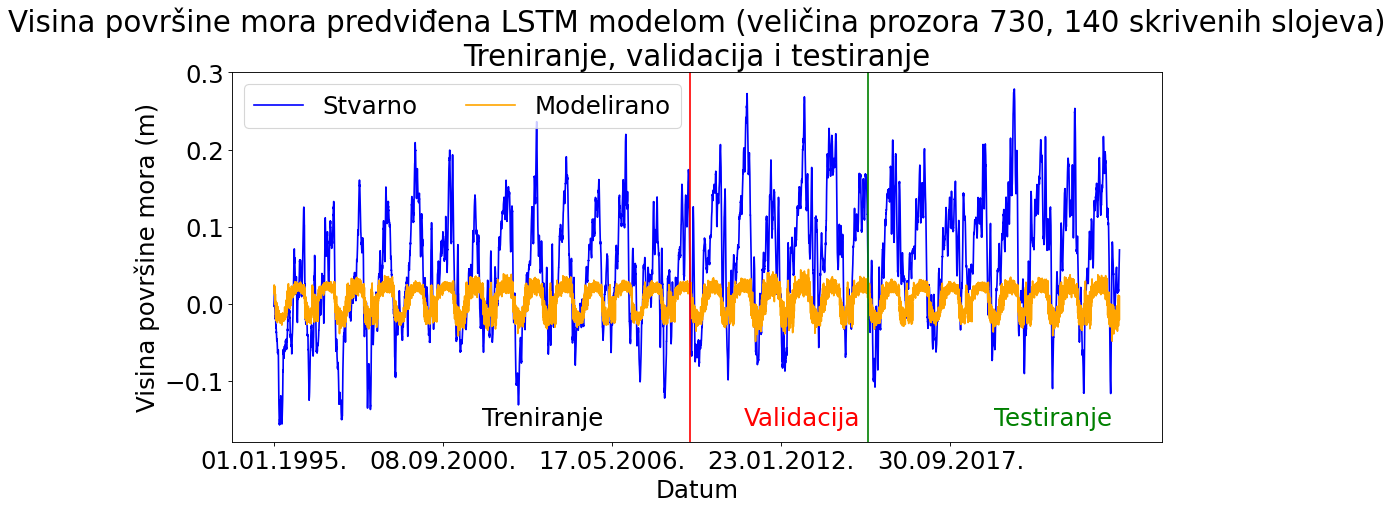 Visina površine mora predviđena LSTM modelom (veličina prozora 730, 140 skrivenih slojeva)
Treniranje, validacija i testiranje
Stvarno
Modelirano
Visina površine mora (m)
0.3
0.2
0.1
0.0
−0.1
Treniranje
Validacija
Testiranje
01.01.1995.
08.09.2000.
17.05.2006.
23.01.2012.
30.09.2017.
Datum